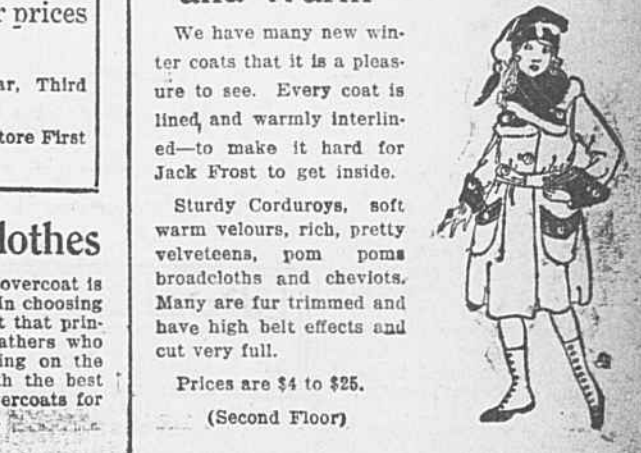 r prices
ar, Third
tore First
lothes
overcoat is
in choosing
t that prin-
athers who
ing on the
h the best
ercoats for
and Warm
We have many new win-
ter coats that it is a pleas-
ure to see. Every coat is
lined, and warmly interlin-
ed—to make it hard for
Jack Frost to get inside.
Sturdy Corduroys, soft
warm velours, rich, pretty
velveteens, pom poms
broadcloths and cheviots.
Many are fur trimmed and
have high belt effects and
cut very full.
Prices are $4 to $25.
(Second Floor)